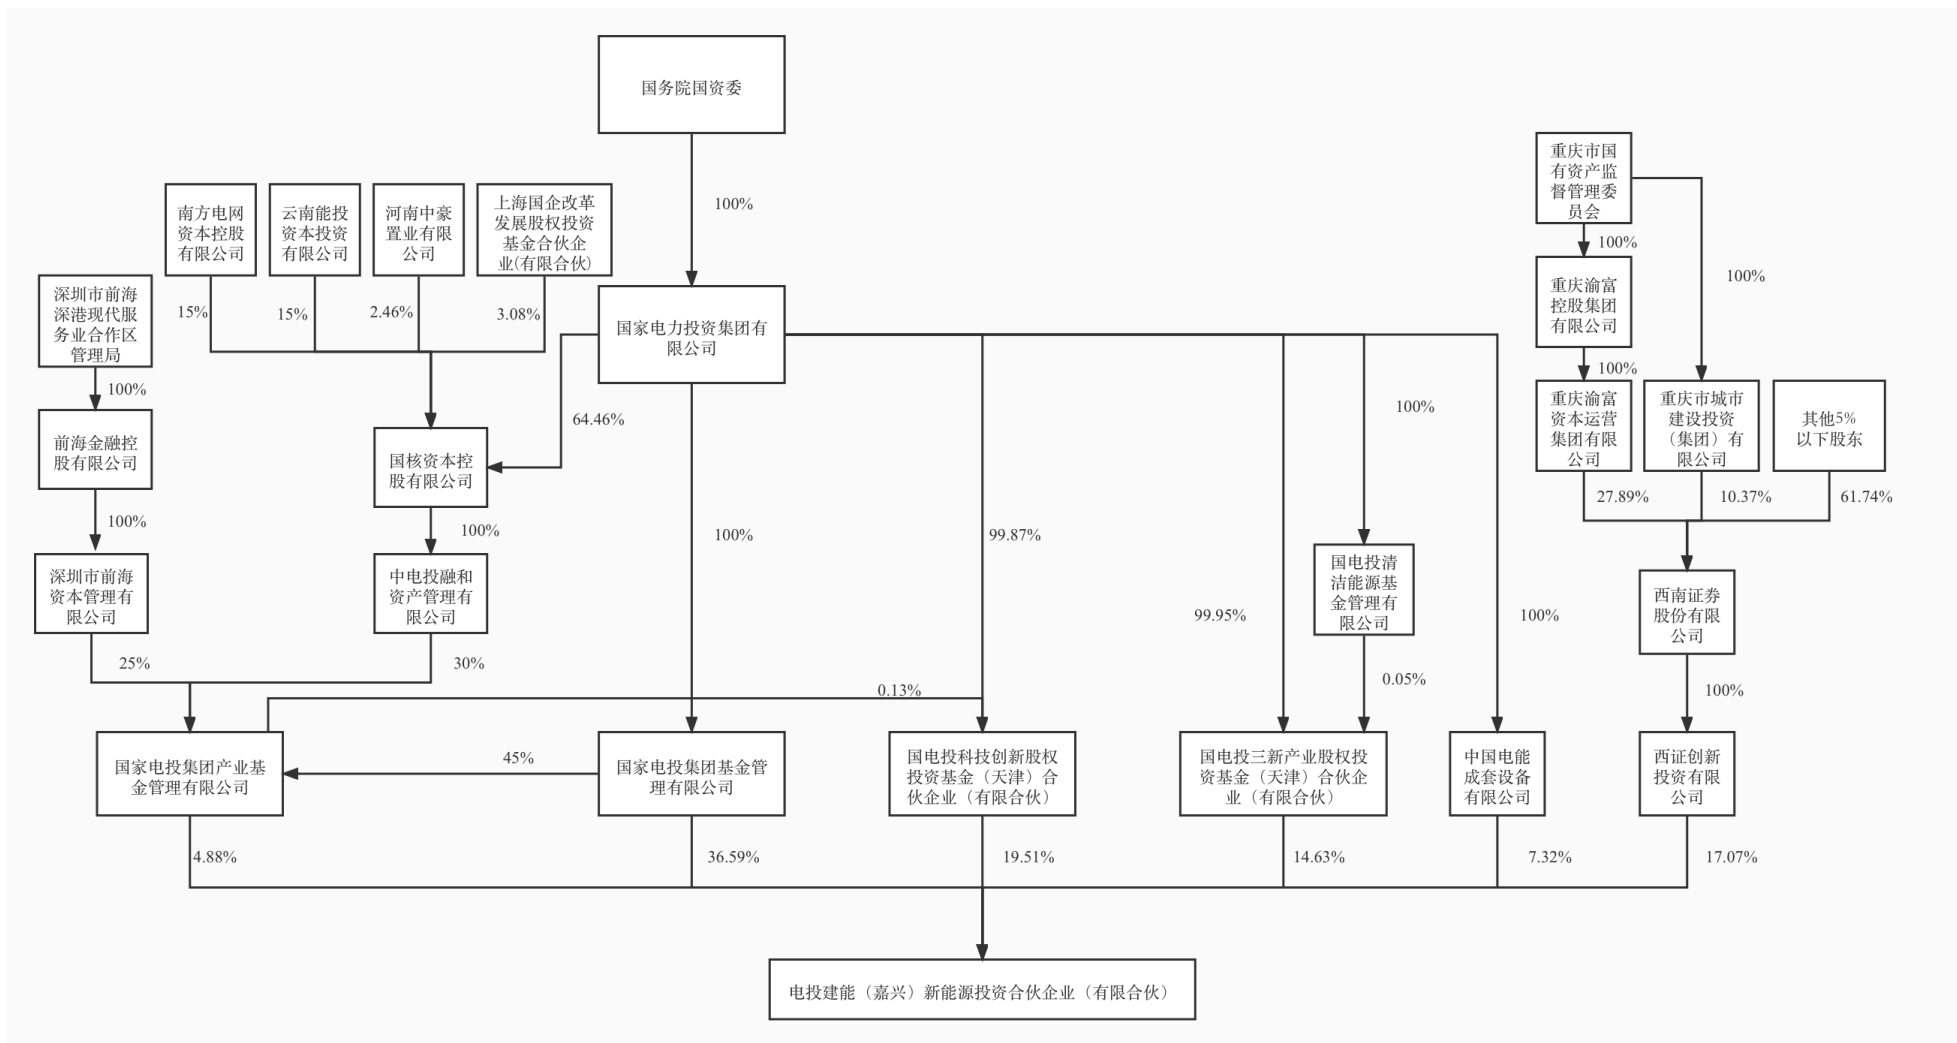 国务院国资委
100%
重庆市国
有资产监
督管理委
员会
100%
100%
南方电网
资本控股
有限公司
云南能投
资本投资
有限公司
河南中豪
置业有限
公司
上海国企改革
发展股权投资
基金合伙企
业(有限合伙)
15%
15%
2.46%
3.08%
深圳市前海
深港现代服
务业合作区
管理局
国家电力投资集团有
限公司
重庆渝富
控股集团
有限公司
100%
100%
64.46%
100%
前海金融控
股有限公司
国核资本控
股有限公司
重庆渝富
资本运营
集团有限
公司
重庆市城市
建设投资
（集团）有
限公司
其他5%
以下股东
27.89%
10.37%
61.74%
100%
100%
100%
99.87%
深圳市前海
资本管理有
限公司
中电投融和
资产管理有
限公司
国电投清
洁能源基
金管理有
限公司
西南证券
股份有限
公司
99.95%
100%
25%
30%
0.13%
0.05%
100%
国家电投集团产业基
金管理有限公司
45%
国家电投集团基金管
理有限公司
国电投科技创新股权
投资基金（天津）合
伙企业（有限合伙）
国电投三新产业股权投
资基金（天津）合伙企
业（有限合伙）
中国电能
成套设备
有限公司
西证创新
投资有限
公司
4.88%
36.59%
19.51%
14.63%
7.32%
17.07%
电投建能（嘉兴）新能源投资合伙企业（有限合伙）